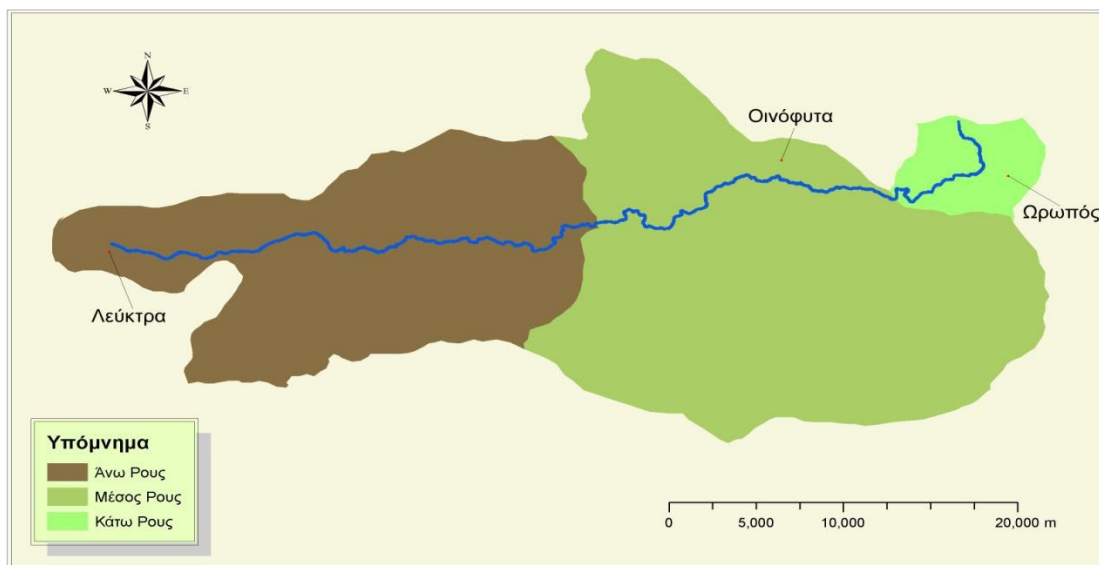 N
W E
S
Οινόφυτα
Ωρωπός
Λεύκτρα
Υπόμνημα
Άνω Ρους
Μέσος Ρους
Κάτω Ρους
0 5,000 10,000 20,000 m